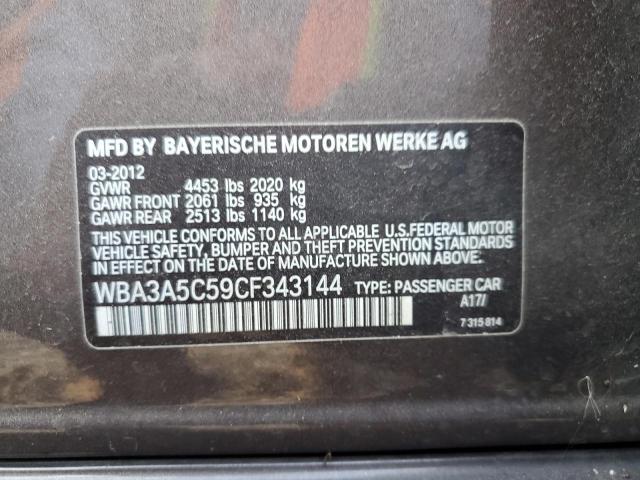 MFD BY BAYERISCHE MOTOREN WERKE AG
03-2012
GVWR 4453 lbs 2020 kg
GAWR FRONT 2061 lbs 935 kg
GAWR REAR 2513 lbs 1140 kg
THIS VEHICLE CONFORMS TO ALL APPLICABLE U.S.FEDERAL MOTOR
VEHICLE SAFETY, BUMPER AND THEFT PREVENTION STANDARDS
IN EFFECT ON THE DATE OF MANUFACTURE SHOWN ABOVE.
WBA3A5C59CF343144 TYPE: PASSENGER CAR
A17/
7 315 814